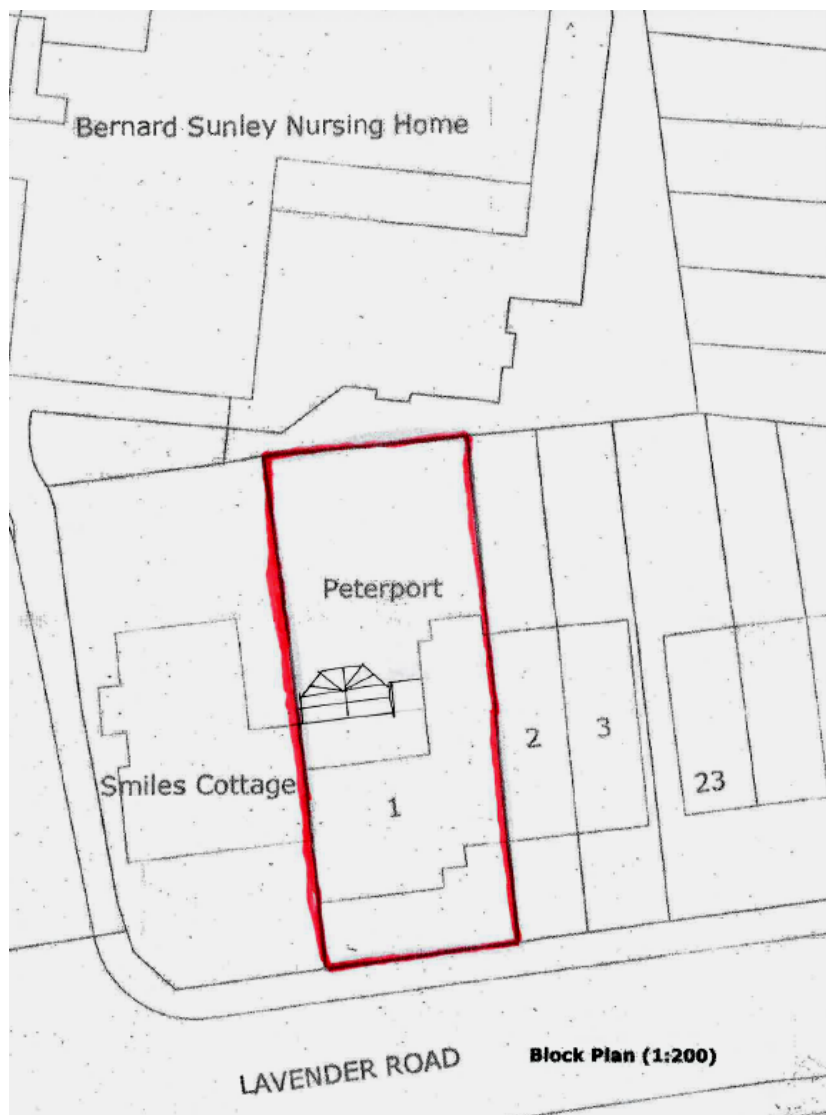 Bernard Sunley Nursing Home
Peterport
2
3
23
Smiles Cottage
1
Block Plan (1:200)
LAVENDER ROAD